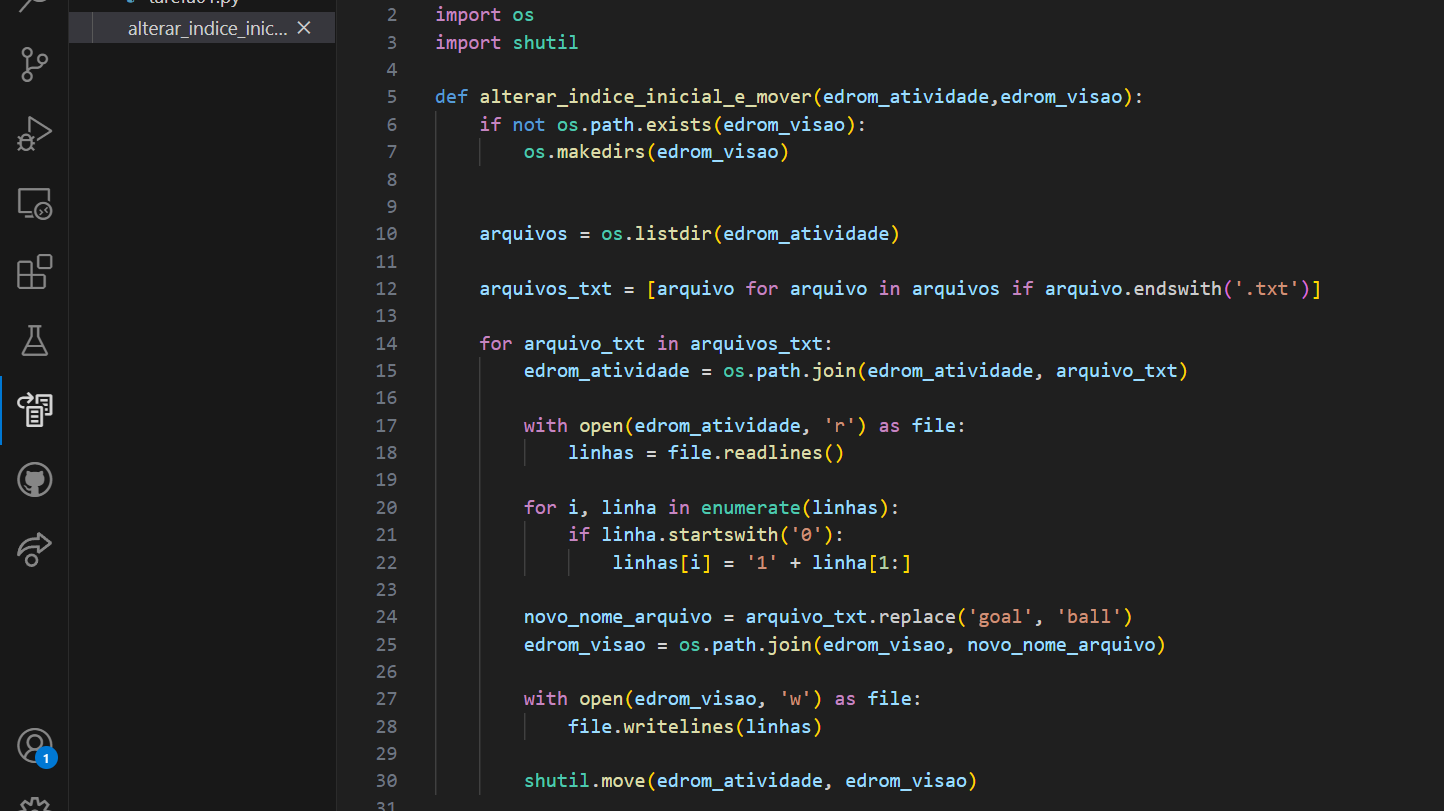 alterar_indice_inic...
2 import os
3 import shutil
4
5 def alterar_indice_inicial_e_mover(edrom_atividade,edrom_visao):
6     if not os.path.exists(edrom_visao):
7         os.makedirs(edrom_visao)
8
9
10     arquivos = os.listdir(edrom_atividade)
11
12     arquivos_txt = [arquivo for arquivo in arquivos if arquivo.endswith('.txt')]
13
14     for arquivo_txt in arquivos_txt:
15         edrom_atividade = os.path.join(edrom_atividade, arquivo_txt)
16
17         with open(edrom_atividade, 'r') as file:
18             linhas = file.readlines()
19
20         for i, linha in enumerate(linhas):
21             if linha.startswith('0'):
22                 linhas[i] = '1' + linha[1:]
23
24         novo_nome_arquivo = arquivo_txt.replace('goal', 'ball')
25         edrom_visao = os.path.join(edrom_visao, novo_nome_arquivo)
26
27         with open(edrom_visao, 'w') as file:
28             file.writelines(linhas)
29
30         shutil.move(edrom_atividade, edrom_visao)
31
1